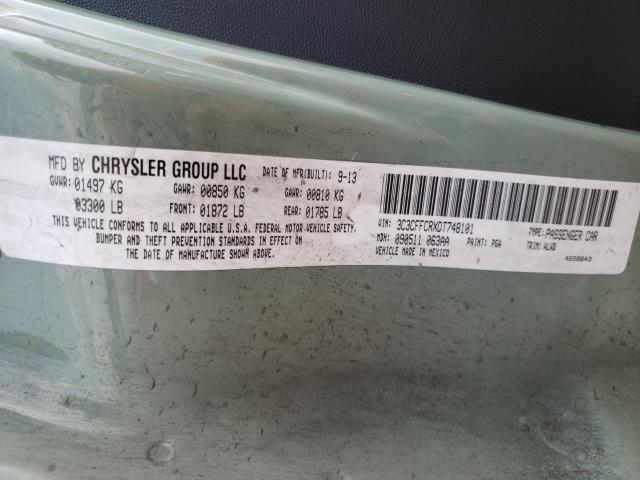 MFD BY CHRYSLER GROUP LLC DATE OF MFR(BUILT): 9-13
GVWR: 01497 KG GAWR: 00850 KG GAWR: 00810 KG
03300 LB FRONT: 01872 LB REAR: 01785 LB
THIS VEHICLE CONFORMS TO ALL APPLICABLE U.S.A. FEDERAL MOTOR VEHICLE SAFETY,
BUMPER AND THEFT PREVENTION STANDARDS IN EFFECT ON
THE DATE OF MANUFACTURE SHOWN ABOVE.
VIN: 3C3CFFCRXDT748101 TYPE: PASSENGER CAR
MDH: 090511 063AA PAINT: PGA TRIM: ALXD
VEHICLE MADE IN MEXICO
4658843